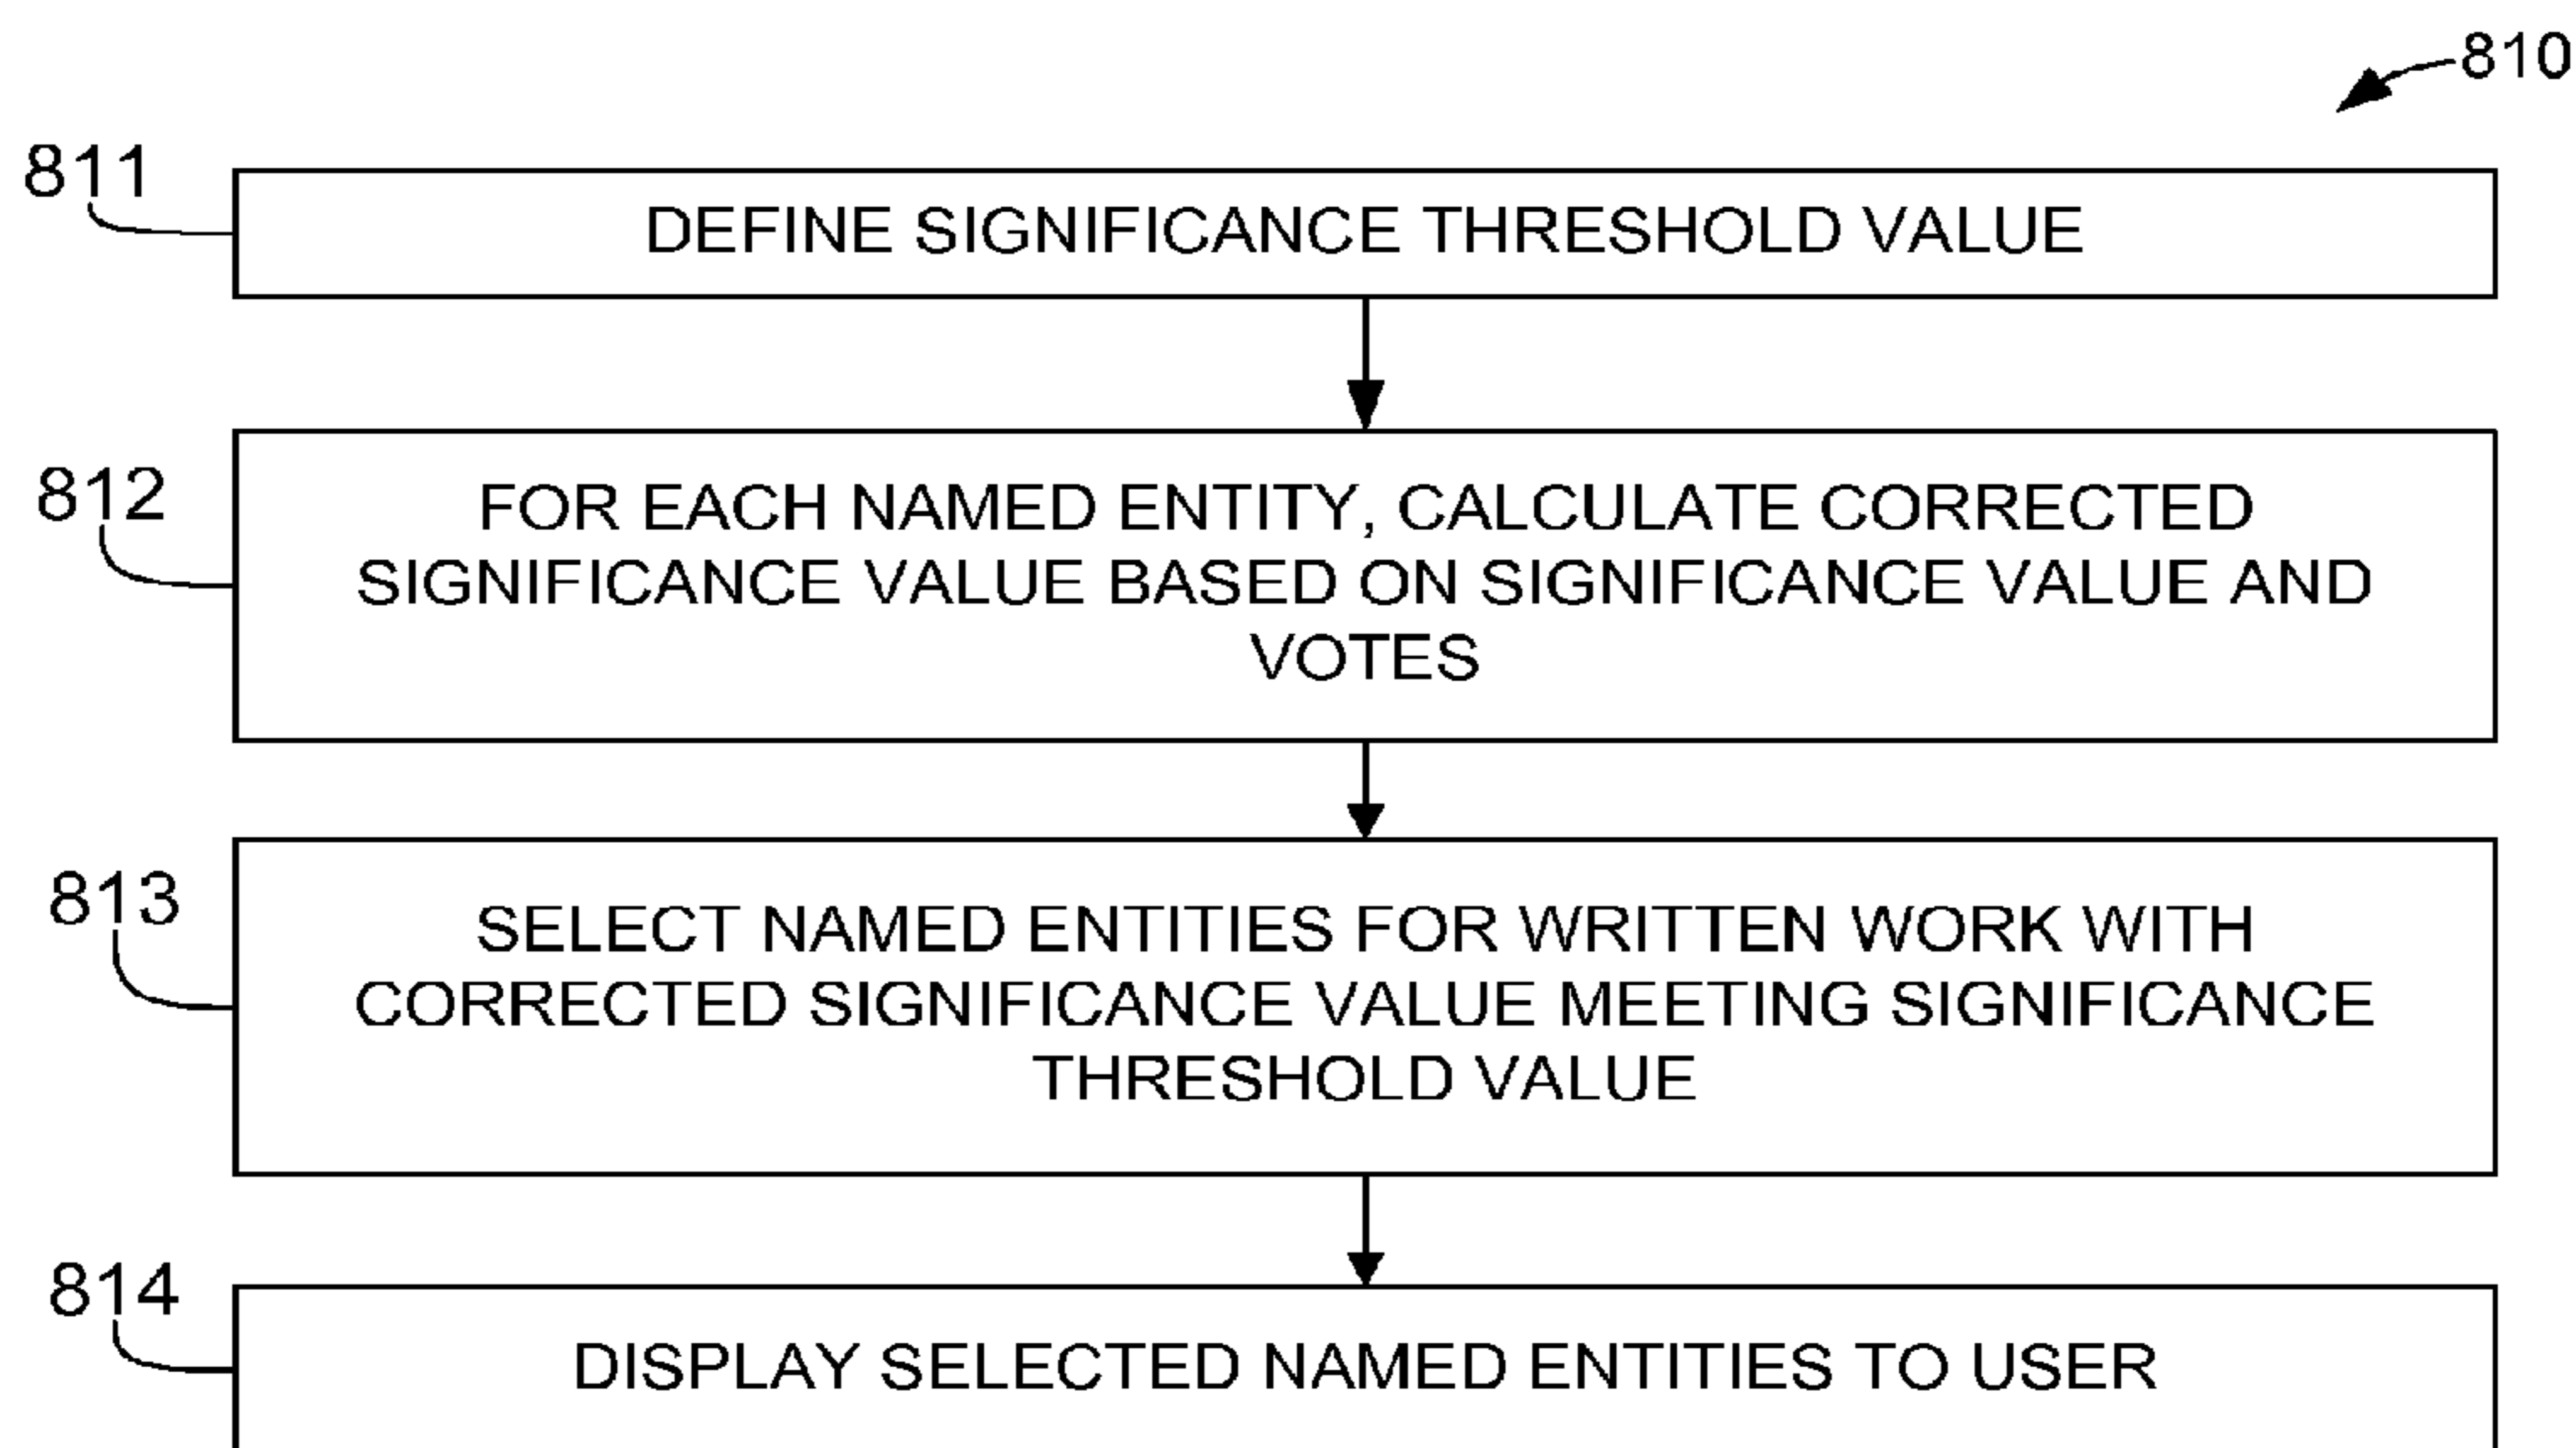 810
811
DEFINE SIGNIFICANCE THRESHOLD VALUE
812
FOR EACH NAMED ENTITY, CALCULATE CORRECTED
SIGNIFICANCE VALUE BASED ON SIGNIFICANCE VALUE AND
VOTES
813
SELECT NAMED ENTITIES FOR WRITTEN WORK WITH
CORRECTED SIGNIFICANCE VALUE MEETING SIGNIFICANCE
THRESHOLD VALUE
814
DISPLAY SELECTED NAMED ENTITIES TO USER